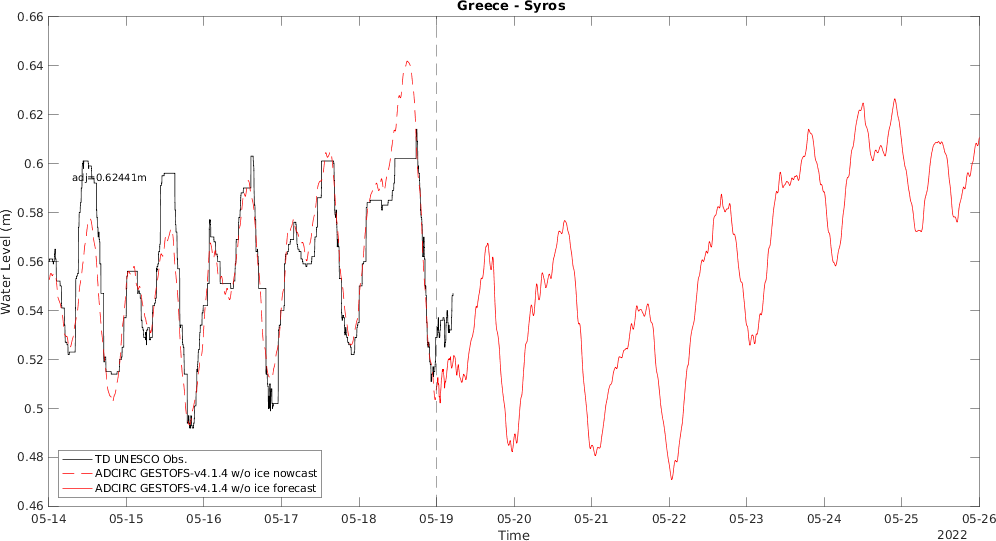 Greece - Syros
0.66
0.64
0.62
0.6
0.58
0.56
0.54
0.52
0.5
0.48
0.46
Water Level (m)
adj=0.62441m
TD UNESCO Obs.
ADCIRC GESTOFS-v4.1.4 w/o ice nowcast
ADCIRC GESTOFS-v4.1.4 w/o ice forecast
05-14 05-15 05-16 05-17 05-18 05-19 05-20 05-21 05-22 05-23 05-24 05-25 05-26
Time
2022